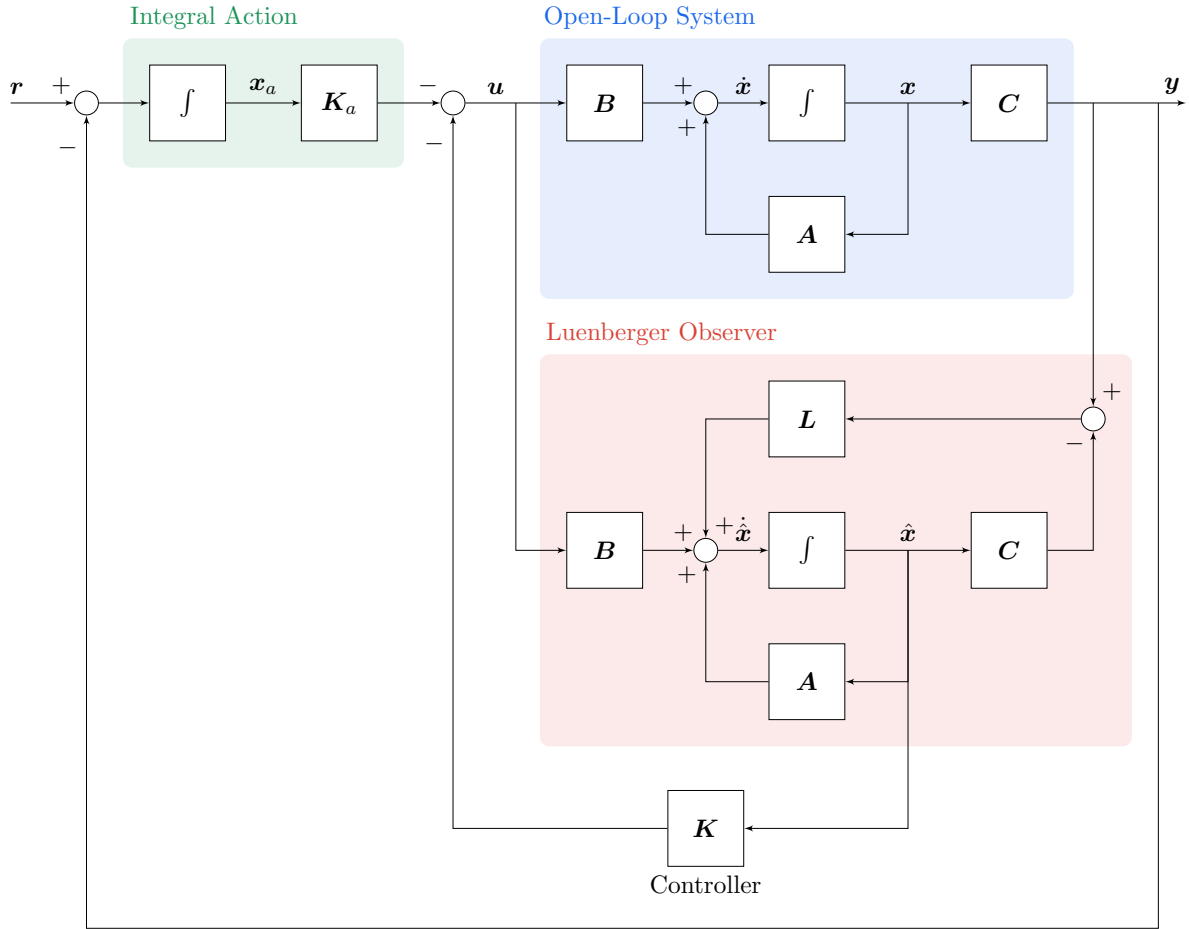 Integral Action
Open-Loop System
r + − ∫ x_a K_a − − u B + + ẋ ∫ x C y
A
Luenberger Observer
L + −
B + + + x̂̇ ∫ x̂ C
A
K
Controller